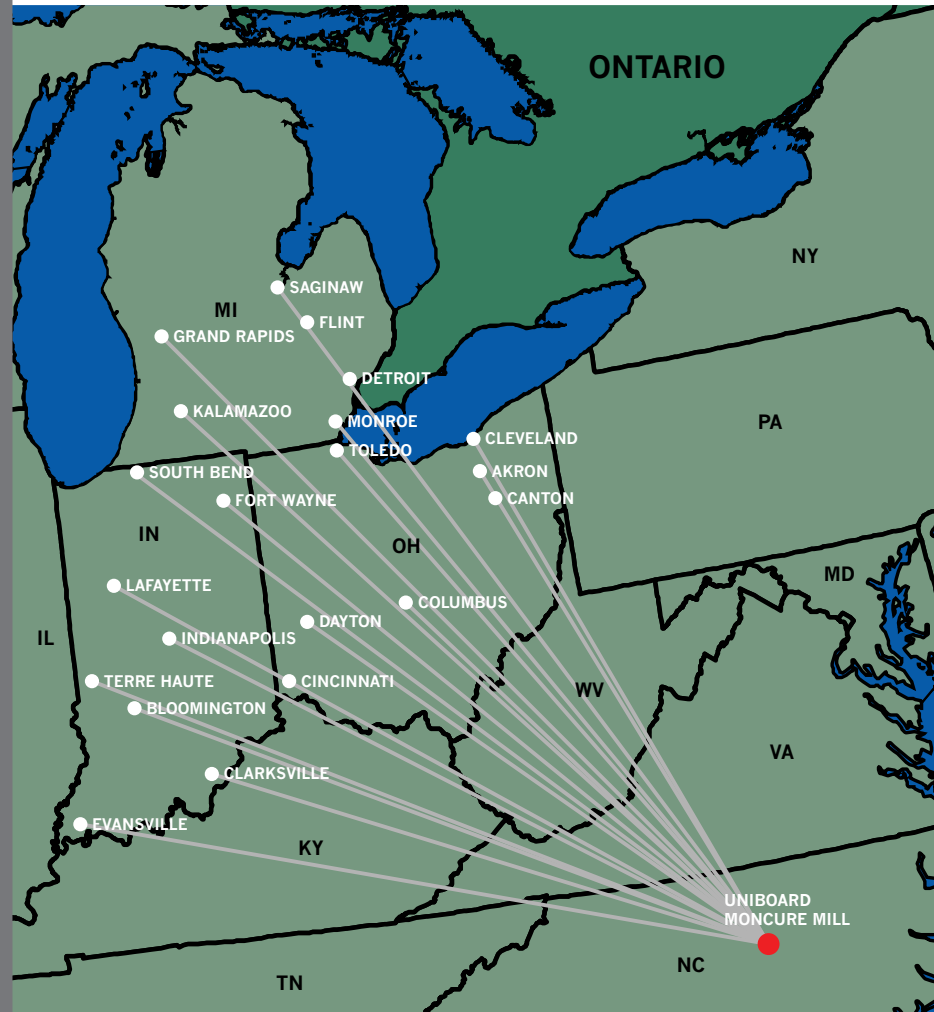 ONTARIO
NY
SAGINAW
MI
FLINT
GRAND RAPIDS
DETROIT
KALAMAZOO
MONROE
PA
CLEVELAND
TOLEDO
AKRON
SOUTH BEND
CANTON
FORT WAYNE
IN
OH
MD
LAFAYETTE
COLUMBUS
DAYTON
IL
INDIANAPOLIS
TERRE HAUTE
CINCINNATI
WV
BLOOMINGTON
VA
CLARKSVILLE
EVANSVILLE
KY
UNIBOARD
MONCURE MILL
NC
TN